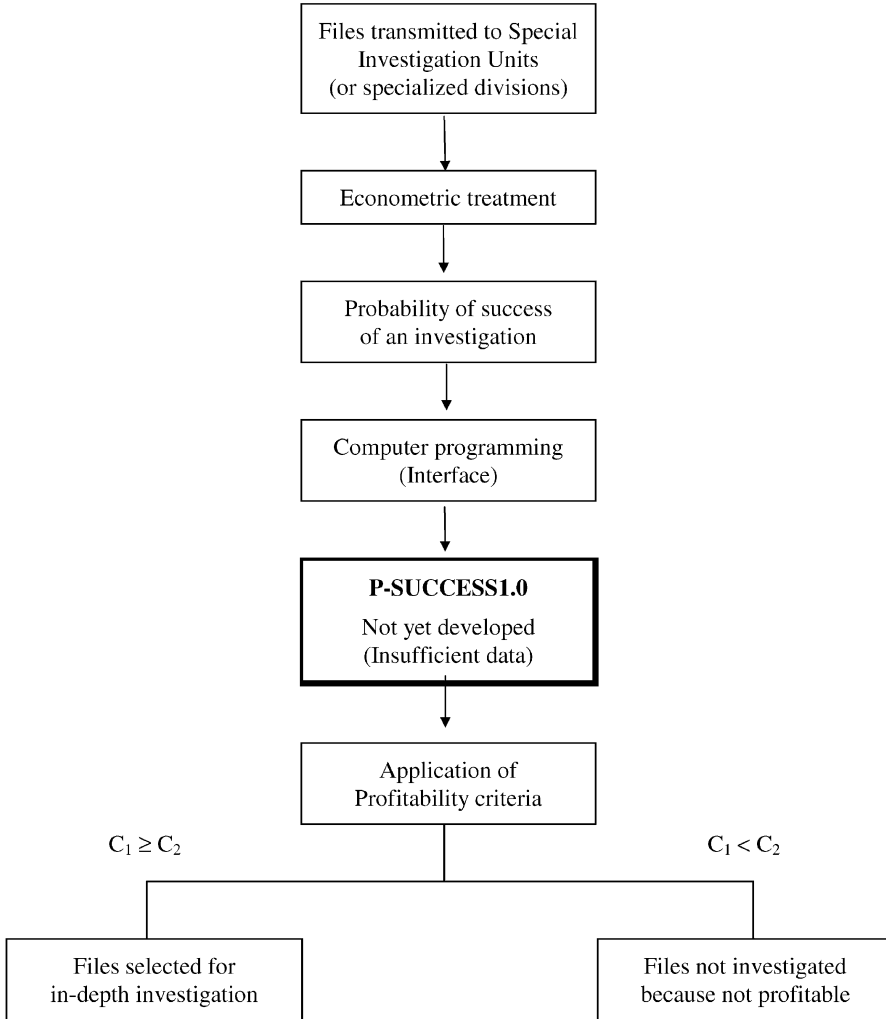 Files transmitted to Special
Investigation Units
(or specialized divisions)
Econometric treatment
Probability of success
of an investigation
Computer programming
(Interface)
P-SUCCESS1.0
Not yet developed
(Insufficient data)
Application of
Profitability criteria
C₁ ≥ C₂
C₁ < C₂
Files selected for
in-depth investigation
Files not investigated
because not profitable